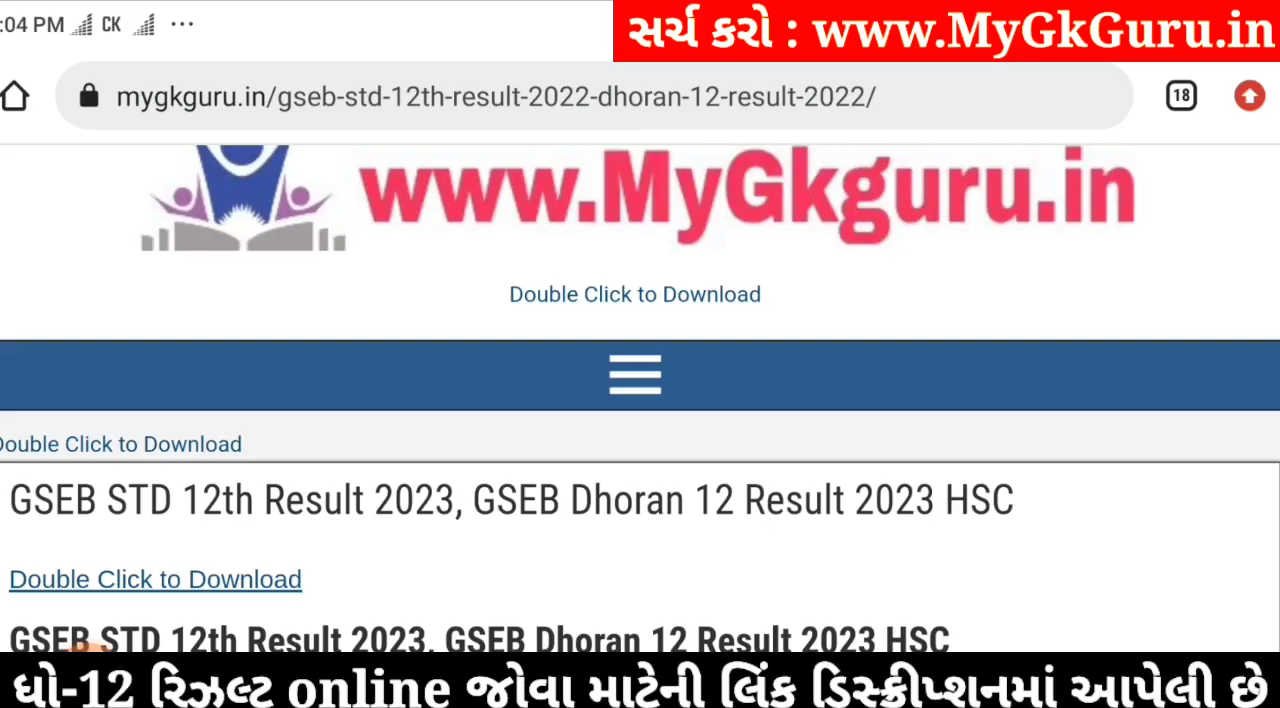 :04 PM CK ...
સર્ચ કરો : www.MyGkGuru.in
mygkguru.in/gseb-std-12th-result-2022-dhoran-12-result-2022/
18
www.MyGkguru.in
Double Click to Download
Double Click to Download
GSEB STD 12th Result 2023, GSEB Dhoran 12 Result 2023 HSC
Double Click to Download
GSEB STD 12th Result 2023, GSEB Dhoran 12 Result 2023 HSC
ધો-12 રિઝલ્ટ online જોવા માટેની લિંક ડિસ્ક્રીપ્શનમાં આપેલી છે